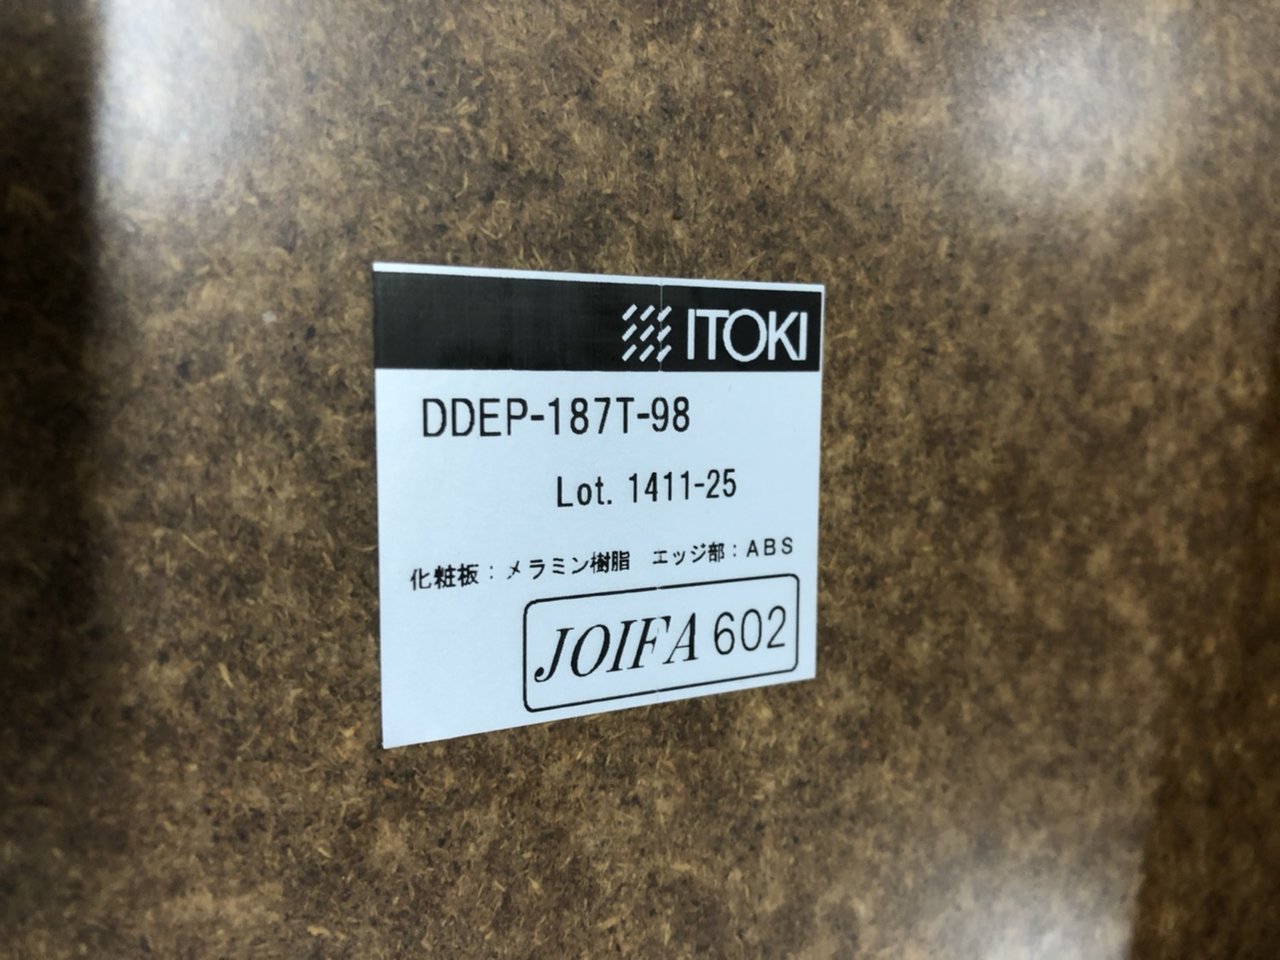 ITOKI
DDEP-187T-98
Lot. 1411-25
化粧板：メラミン樹脂　エッジ部：ABS
JOIFA 602